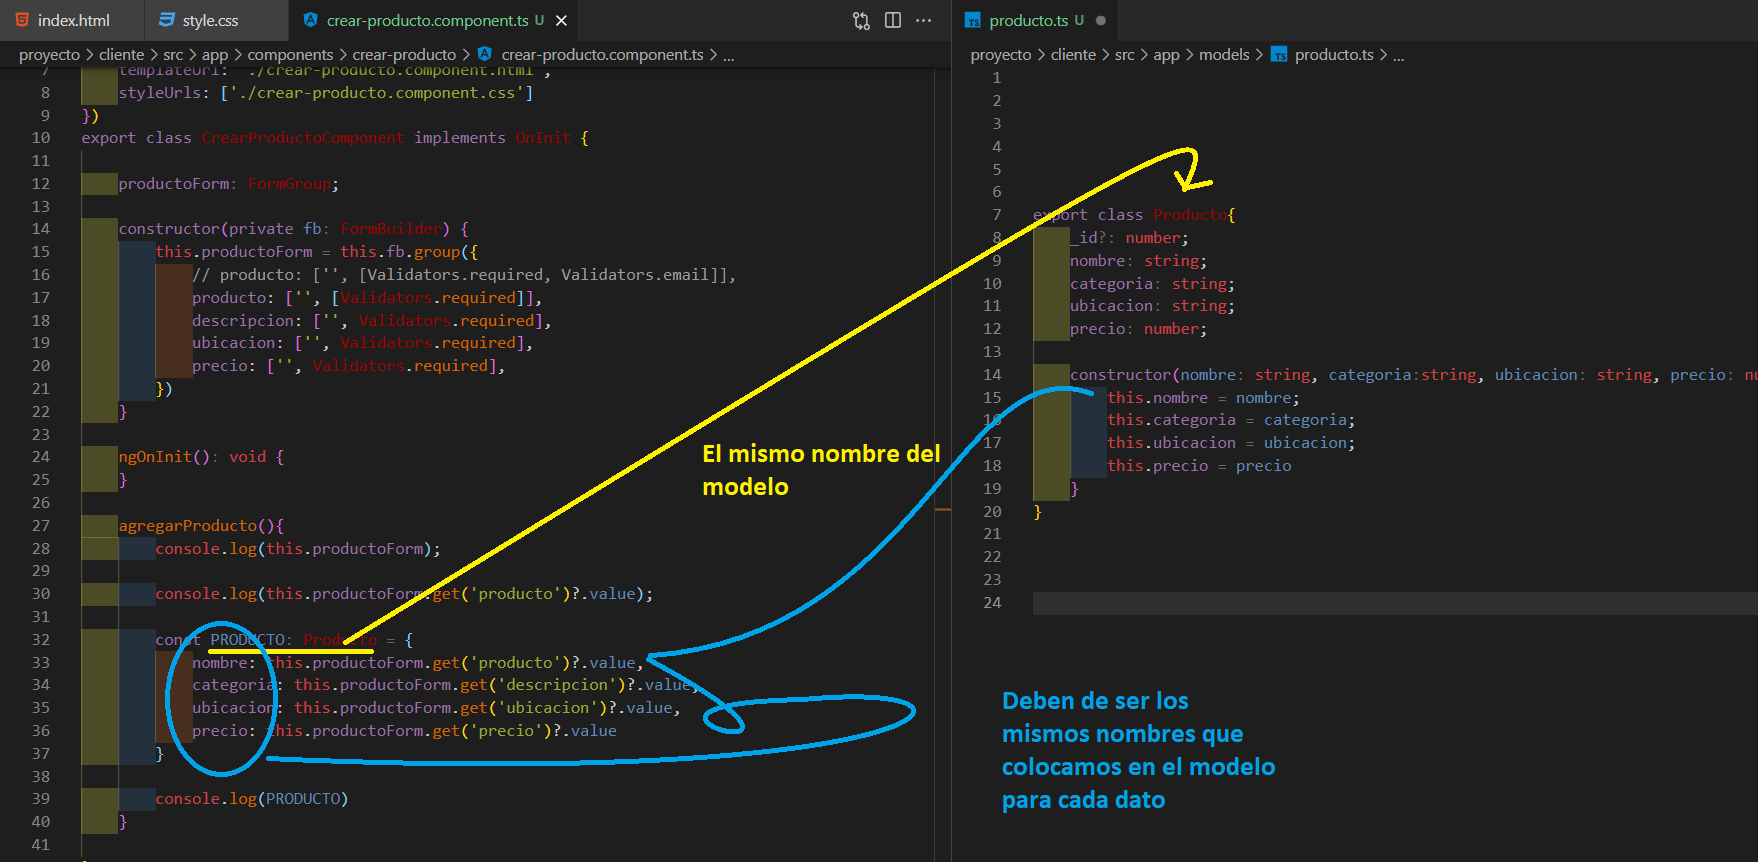 index.html
style.css
crear-producto.component.ts U
proyecto > cliente > src > app > components > crear-producto > crear-producto.component.ts > ...
7 templateUrl: './crear-producto.component.html',
8 styleUrls: ['./crear-producto.component.css']
9 })
10 export class CrearProductoComponent implements OnInit {
11
12 productoForm: FormGroup;
13
14 constructor(private fb: FormBuilder) {
15 this.productoForm = this.fb.group({
16 // producto: ['', [Validators.required, Validators.email]],
17 producto: ['', [Validators.required]],
18 descripcion: ['', Validators.required],
19 ubicacion: ['', Validators.required],
20 precio: ['', Validators.required],
21 })
22 }
23
24 ngOnInit(): void {
25 }
26
27 agregarProducto(){
28 console.log(this.productoForm);
29
30 console.log(this.productoForm.get('producto')?.value);
31
32 const PRODUCTO: Producto = {
33 nombre: this.productoForm.get('producto')?.value,
34 categoria: this.productoForm.get('descripcion')?.value,
35 ubicacion: this.productoForm.get('ubicacion')?.value,
36 precio: this.productoForm.get('precio')?.value
37 }
38
39 console.log(PRODUCTO)
40 }
41
El mismo nombre del
modelo
TS producto.ts U
proyecto > cliente > src > app > models > TS producto.ts > ...
1
2
3
4
5
6
7 export class Producto{
8 _id?: number;
9 nombre: string;
10 categoria: string;
11 ubicacion: string;
12 precio: number;
13
14 constructor(nombre: string, categoria:string, ubicacion: string, precio: nu
15 this.nombre = nombre;
16 this.categoria = categoria;
17 this.ubicacion = ubicacion;
18 this.precio = precio
19 }
20 }
21
22
23
24
Deben de ser los
mismos nombres que
colocamos en el modelo
para cada dato